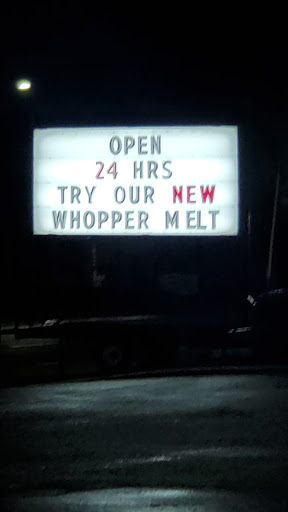 OPEN
24 HRS
TRY OUR NEW
WHOPPER MELT